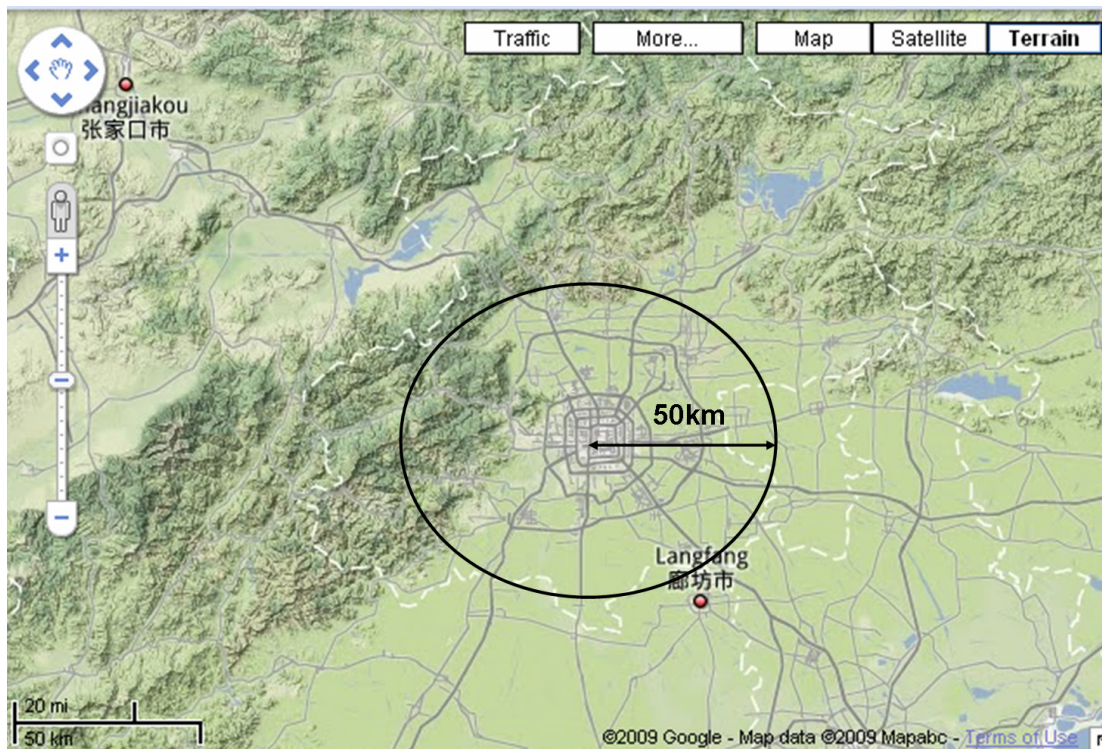 Traffic
More...
Map
Satellite
Terrain
angjiakou
张家口市
50km
Langfang
廊坊市
20 mi
50 km
©2009 Google - Map data ©2009 Mapabc - Terms of Use